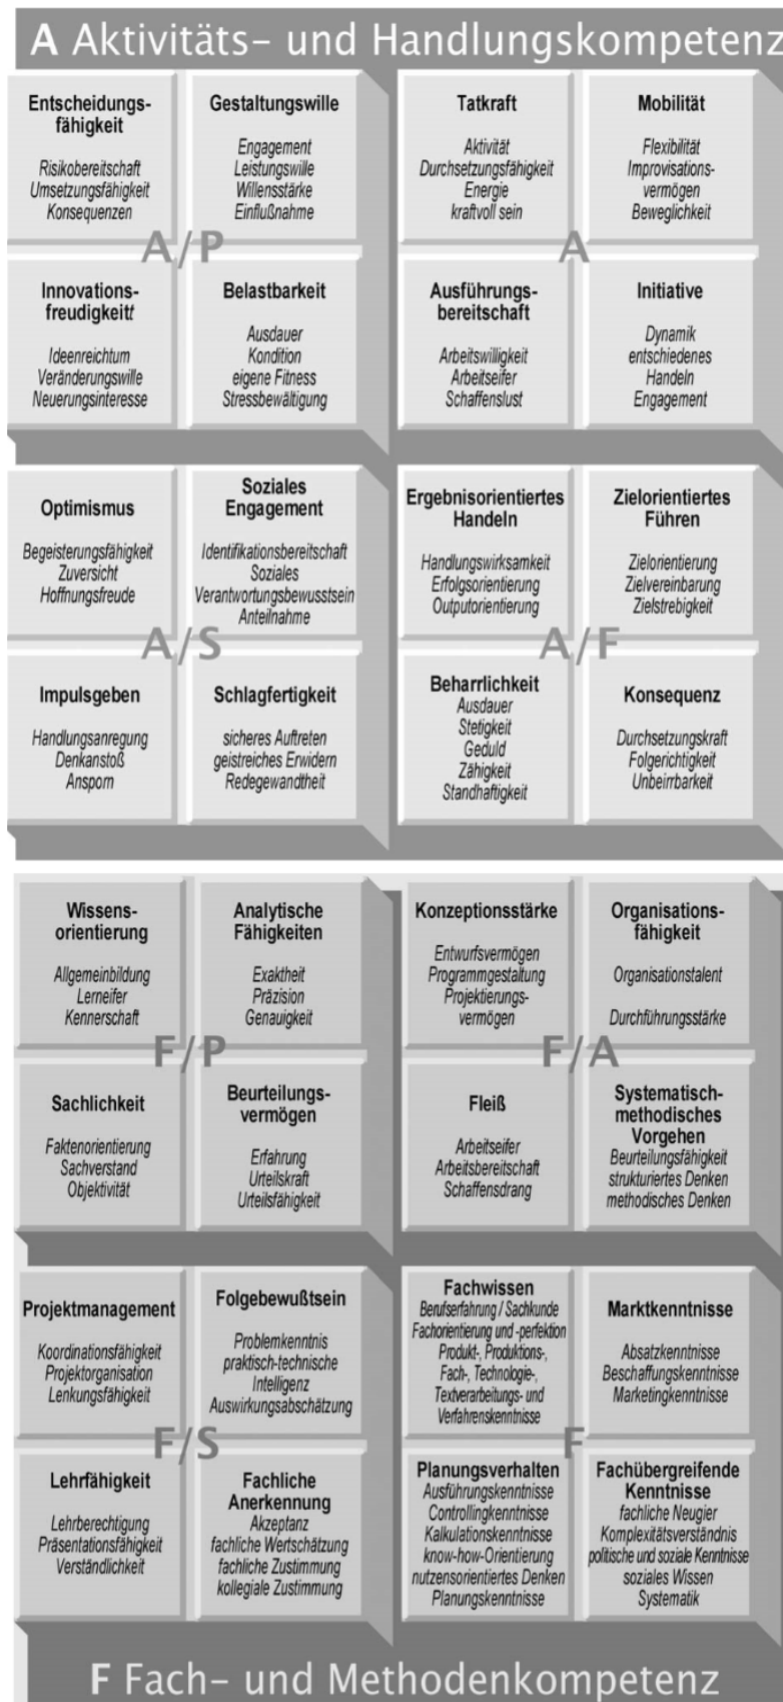 A Aktivitäts- und Handlungskompetenz
Entscheidungs-
fähigkeit
Risikobereitschaft
Umsetzungsfähigkeit
Konsequenzen
Gestaltungswille
Engagement
Leistungswille
Willensstärke
Einflußnahme
A/P
Innovations-
freudigkeitt
Ideenreichtum
Veränderungswille
Neuerungsinteresse
Belastbarkeit
Ausdauer
Kondition
eigene Fitness
Stressbewältigung
Tatkraft
Aktivität
Durchsetzungsfähigkeit
Energie
kraftvoll sein
Mobilität
Flexibilität
Improvisations-
vermögen
Beweglichkeit
A
Ausführungs-
bereitschaft
Arbeitswilligkeit
Arbeitseifer
Schaffenslust
Initiative
Dynamik
entschiedenes
Handeln
Engagement
Optimismus
Begeisterungsfähigkeit
Zuversicht
Hoffnungsfreude
Soziales
Engagement
Identifikationsbereitschaft
Soziales
Verantwortungsbewusstsein
Anteilnahme
A/S
Impulsgeben
Handlungsanregung
Denkanstoß
Ansporn
Schlagfertigkeit
sicheres Auftreten
geistreiches Erwidern
Redegewandtheit
Ergebnisorientiertes
Handeln
Handlungswirksamkeit
Erfolgsorientierung
Outputorientierung
Zielorientiertes
Führen
Zielorientierung
Zielvereinbarung
Zielstrebigkeit
A/F
Beharrlichkeit
Ausdauer
Stetigkeit
Geduld
Zähigkeit
Standhaftigkeit
Konsequenz
Durchsetzungskraft
Folgerichtigkeit
Unbeirrbarkeit
Wissens-
orientierung
Allgemeinbildung
Lerneifer
Kennerschaft
Analytische
Fähigkeiten
Exaktheit
Präzision
Genauigkeit
F/P
Sachlichkeit
Faktenorientierung
Sachverstand
Objektivität
Beurteilungs-
vermögen
Erfahrung
Urteilskraft
Urteilsfähigkeit
Konzeptionsstärke
Entwurfsvermögen
Programmgestaltung
Projektierungs-
vermögen
Organisations-
fähigkeit
Organisationstalent
Durchführungsstärke
F/A
Fleiß
Arbeitseifer
Arbeitsbereitschaft
Schaffensdrang
Systematisch-
methodisches
Vorgehen
Beurteilungsfähigkeit
strukturiertes Denken
methodisches Denken
Projektmanagement
Koordinationsfähigkeit
Projektorganisation
Lenkungsfähigkeit
Folgebewußtsein
Problemkenntnis
praktisch-technische
Intelligenz
Auswirkungsabschätzung
F/S
Lehrfähigkeit
Lehrberechtigung
Präsentationsfähigkeit
Verständlichkeit
Fachliche
Anerkennung
Akzeptanz
fachliche Wertschätzung
fachliche Zustimmung
kollegiale Zustimmung
Fachwissen
Berufserfahrung / Sachkunde
Fachorientierung und -perfektion
Produkt-, Produktions-,
Fach-, Technologie-,
Textverarbeitungs- und
Verfahrenskenntnisse
Marktkenntnisse
Absatzkenntnisse
Beschaffungskenntnisse
Marketingkenntnisse
F
Planungsverhalten
Ausführungskenntnisse
Controllingkenntnisse
Kalkulationskenntnisse
know-how-Orientierung
nutzensorientiertes Denken
Planungskenntnisse
Fachübergreifende
Kenntnisse
fachliche Neugier
Komplexitätsverständnis
politische und soziale Kenntnisse
soziales Wissen
Systematik
F Fach- und Methodenkompetenz